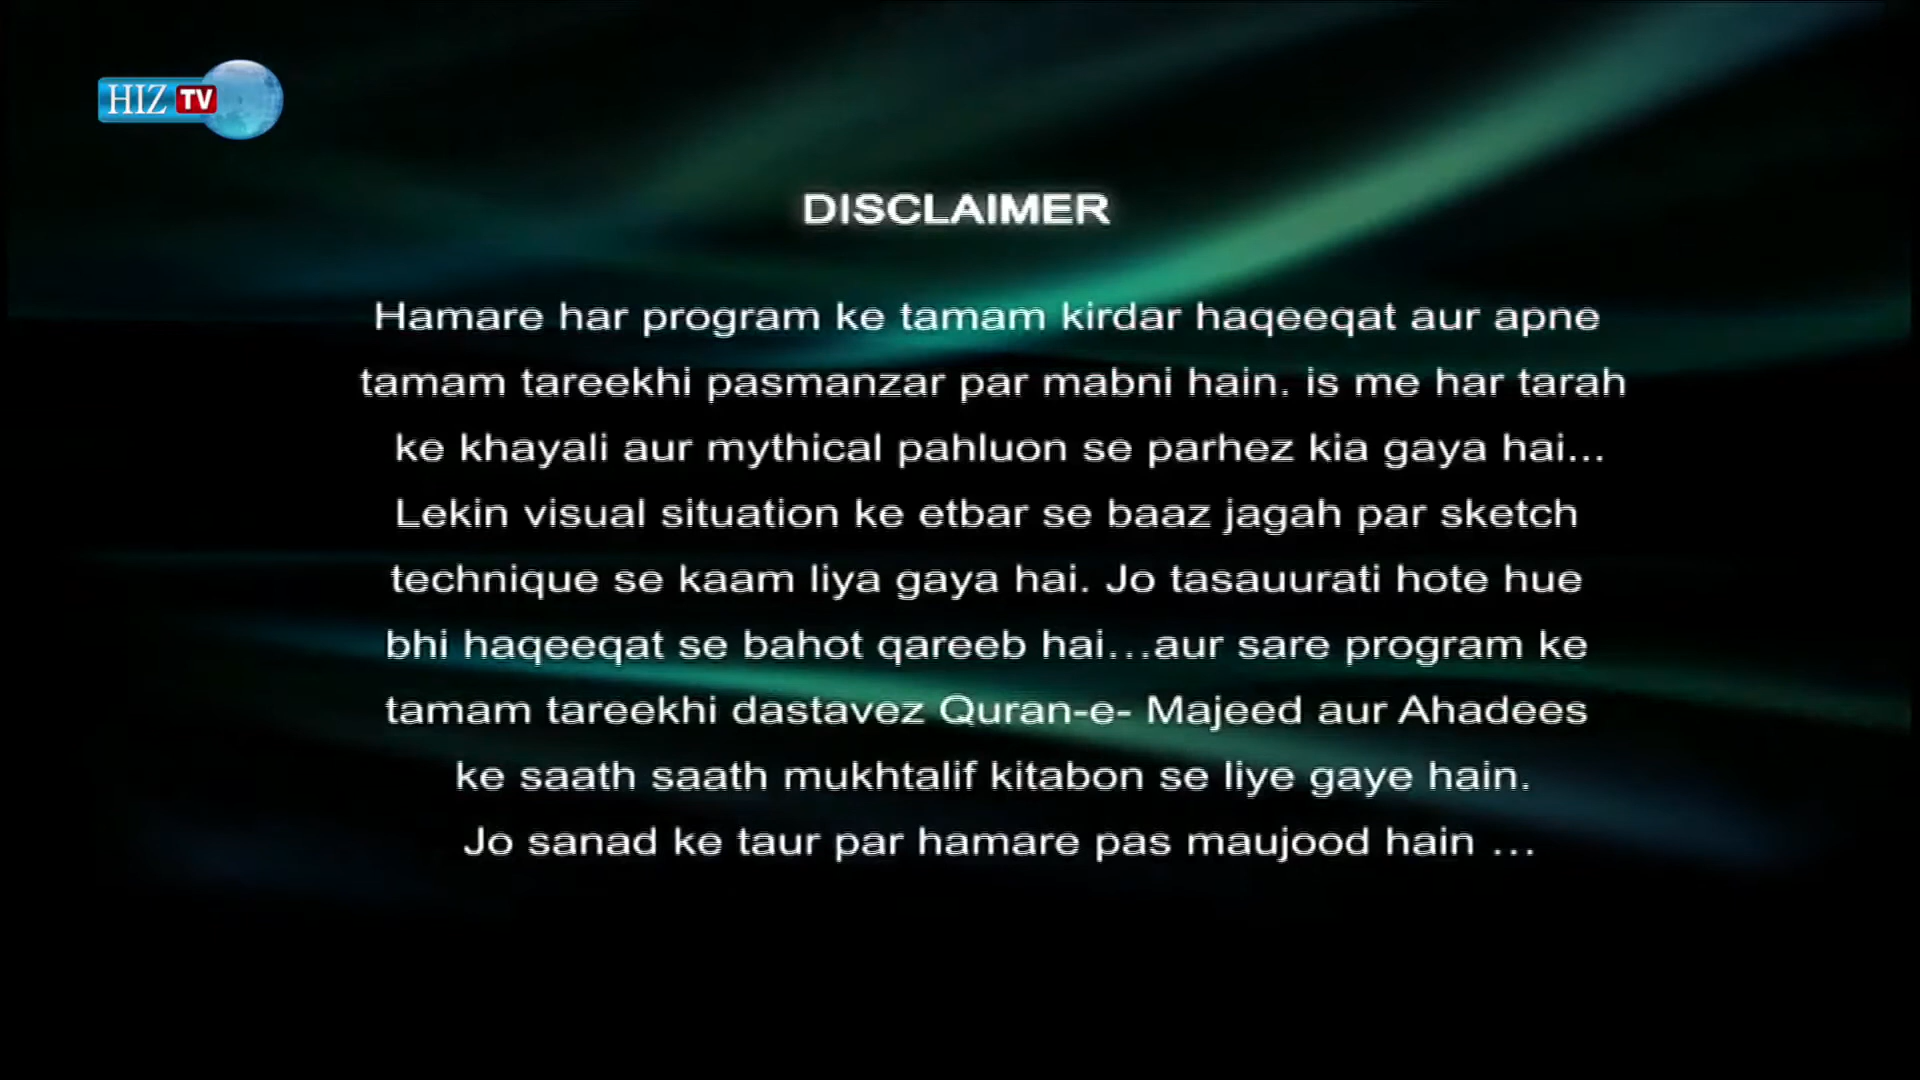 HIZ TV
DISCLAIMER
Hamare har program ke tamam kirdar haqeeqat aur apne
tamam tareekhi pasmanzar par mabni hain. is me har tarah
ke khayali aur mythical pahluon se parhez kia gaya hai...
Lekin visual situation ke etbar se baaz jagah par sketch
technique se kaam liya gaya hai. Jo tasauurati hote hue
bhi haqeeqat se bahot qareeb hai...aur sare program ke
tamam tareekhi dastavez Quran-e- Majeed aur Ahadees
ke saath saath mukhtalif kitabon se liye gaye hain.
Jo sanad ke taur par hamare pas maujood hain ...